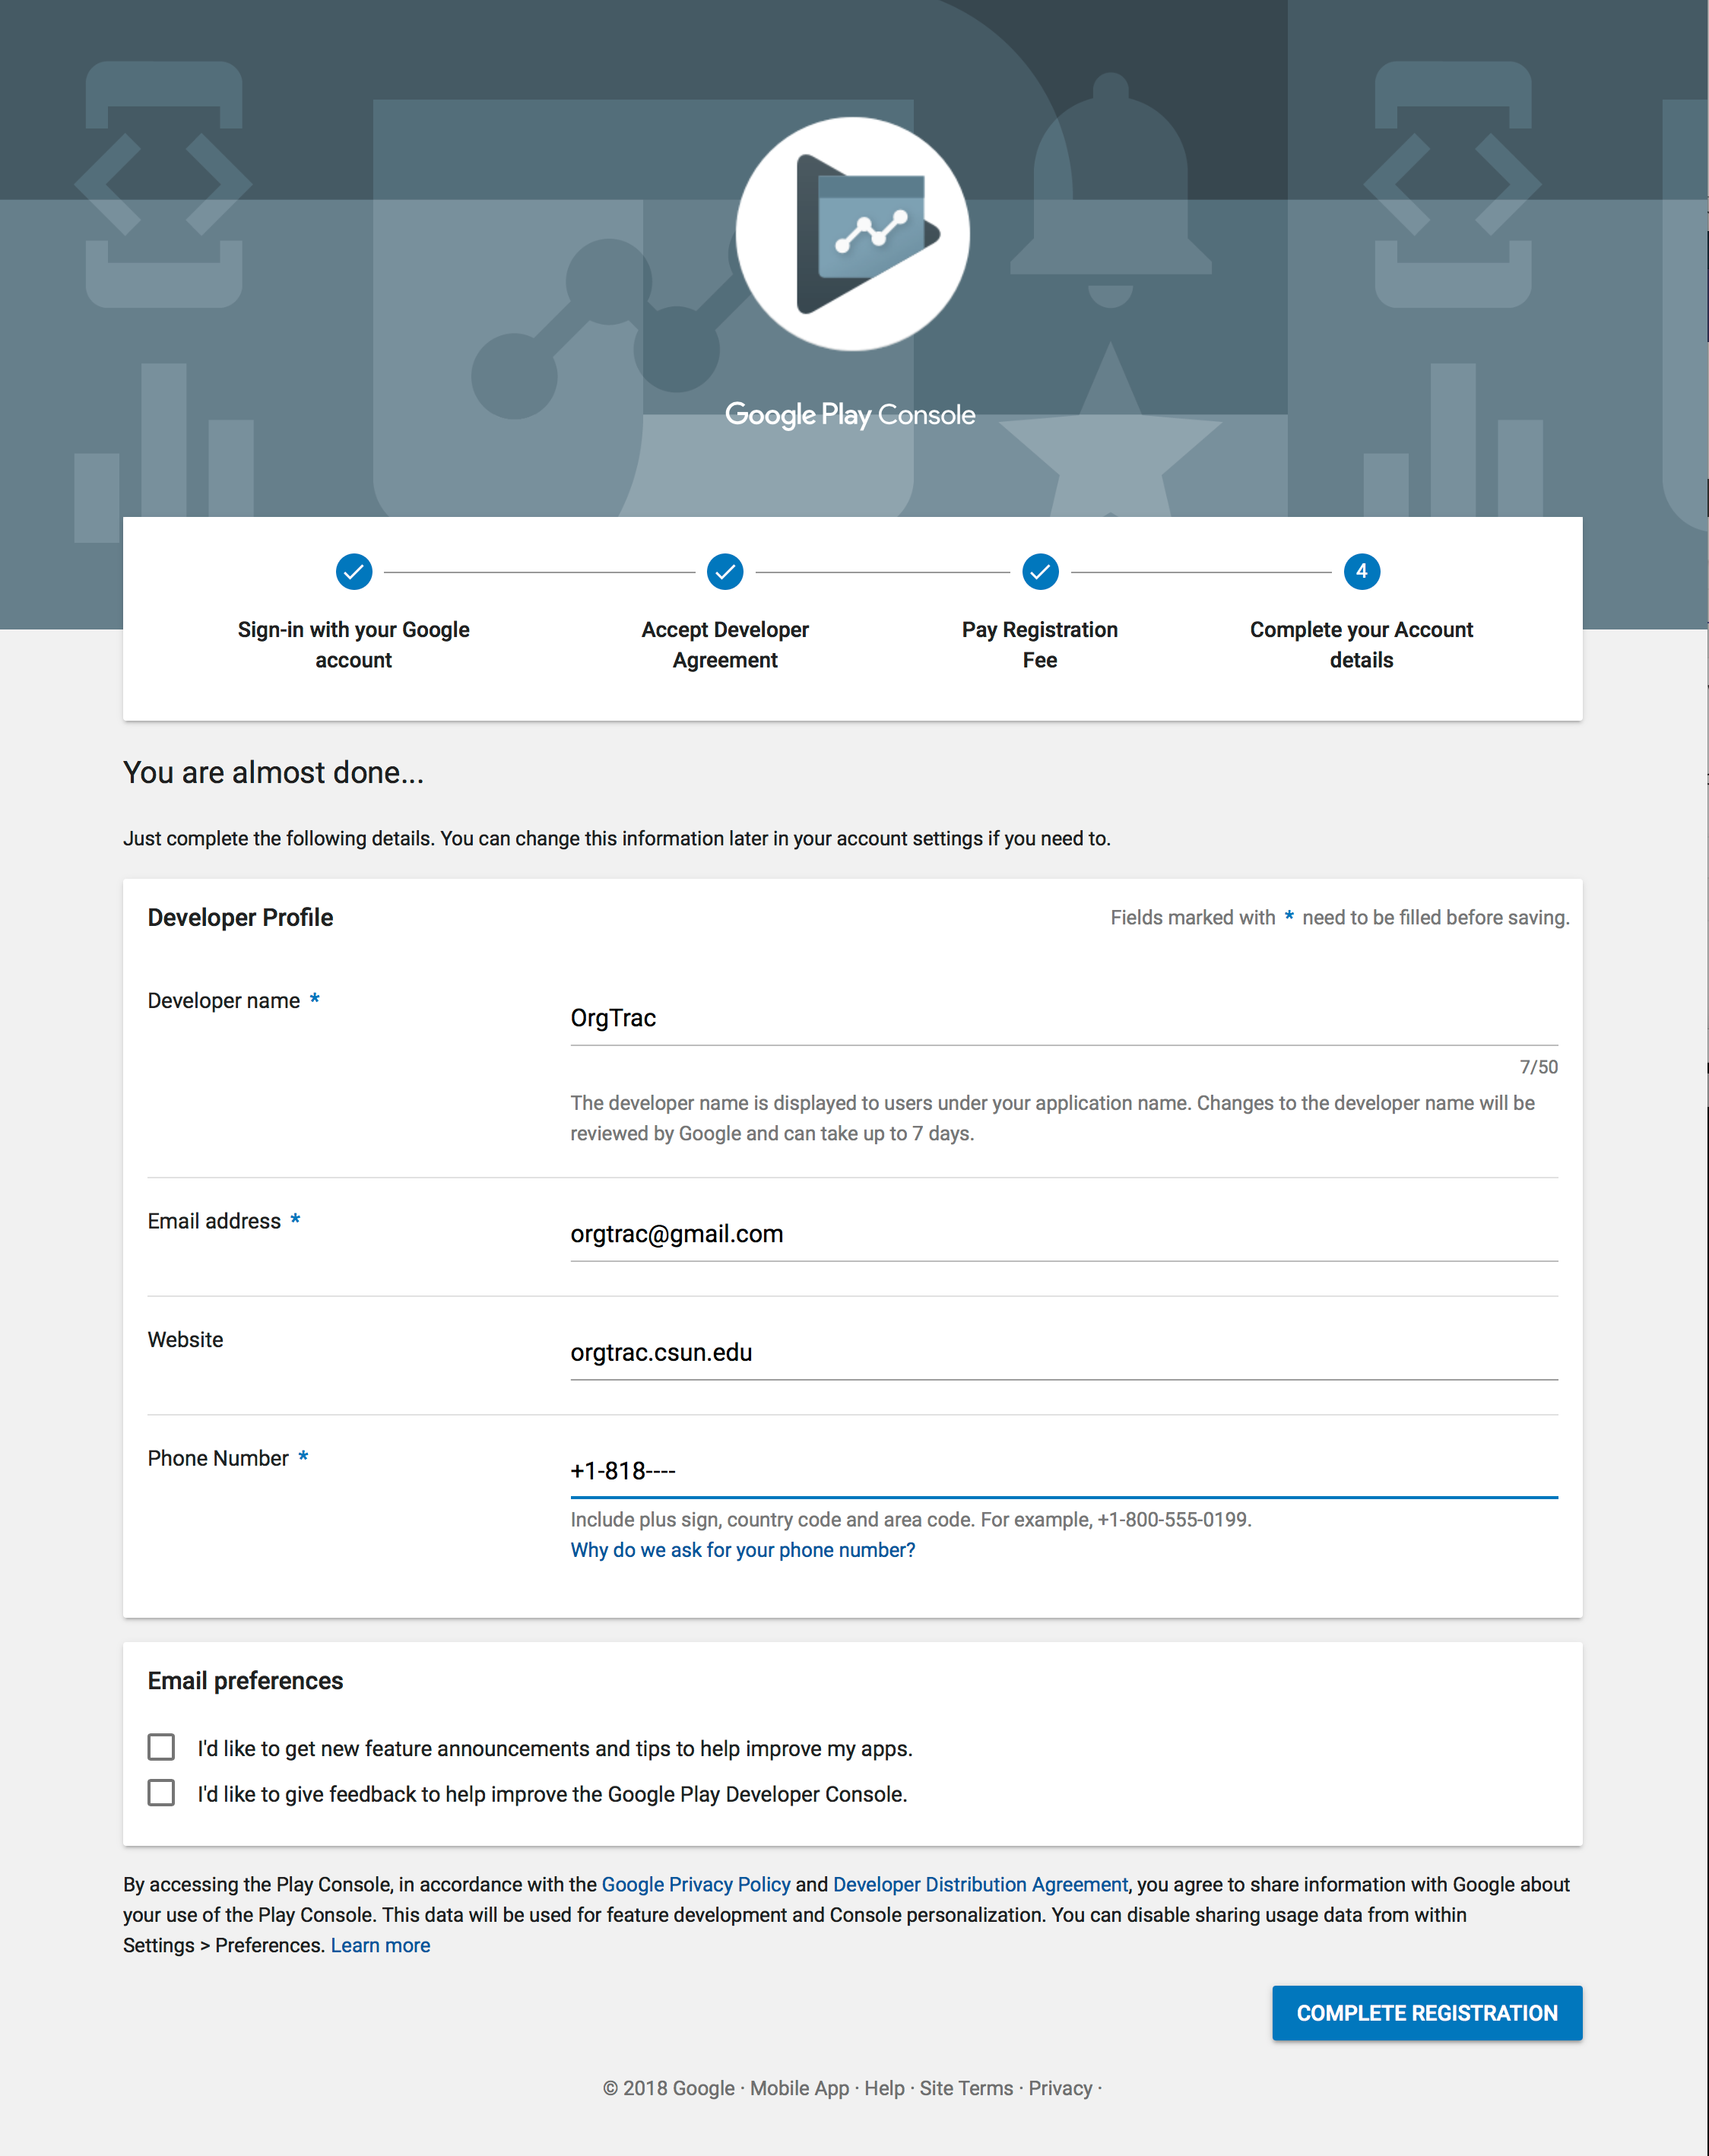 Google Play Console
4
Sign-in with your Google
account
Accept Developer
Agreement
Pay Registration
Fee
Complete your Account
details
You are almost done...
Just complete the following details. You can change this information later in your account settings if you need to.
Developer Profile
Fields marked with * need to be filled before saving.
Developer name *
OrgTrac
7/50
The developer name is displayed to users under your application name. Changes to the developer name will be
reviewed by Google and can take up to 7 days.
Email address *
orgtrac@gmail.com
Website
orgtrac.csun.edu
Phone Number *
+1-818----
Include plus sign, country code and area code. For example, +1-800-555-0199.
Why do we ask for your phone number?
Email preferences
I'd like to get new feature announcements and tips to help improve my apps.
I'd like to give feedback to help improve the Google Play Developer Console.
By accessing the Play Console, in accordance with the Google Privacy Policy and Developer Distribution Agreement, you agree to share information with Google about
your use of the Play Console. This data will be used for feature development and Console personalization. You can disable sharing usage data from within
Settings > Preferences. Learn more
COMPLETE REGISTRATION
© 2018 Google · Mobile App · Help · Site Terms · Privacy ·